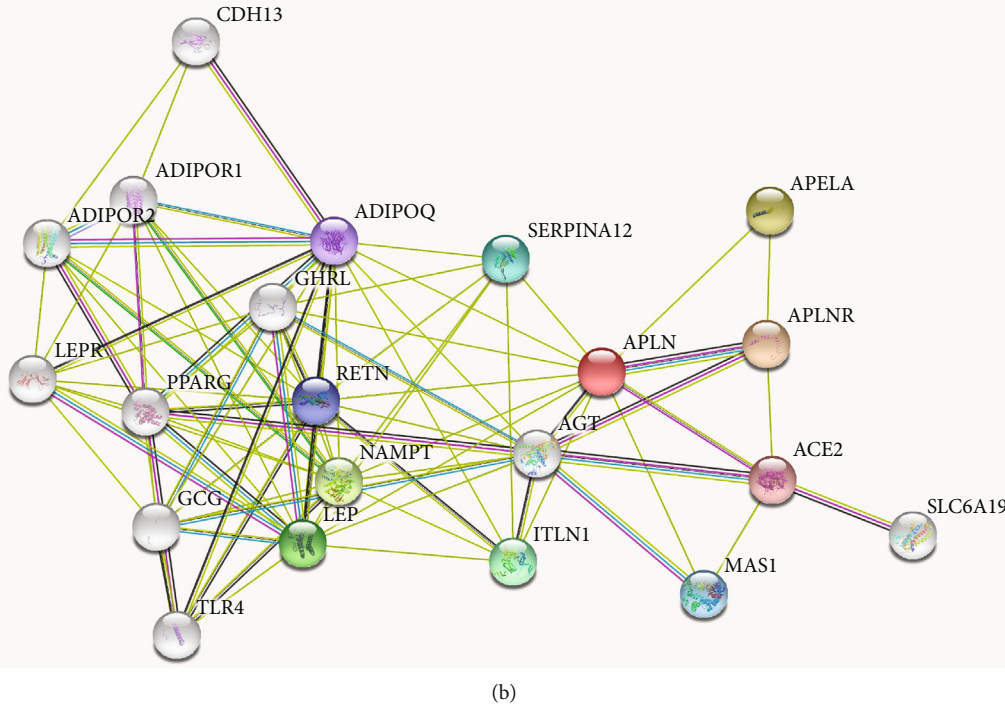 CDH13
ADIPOR1
APELA
ADIPOR2
ADIPOQ
SERPINA12
GHRL
APLNR
LEPR
APLN
PPARG
RETN
AGT
NAMPT
ACE2
GCG
LEP
SLC6A19
ITLN1
MAS1
TLR4
(b)